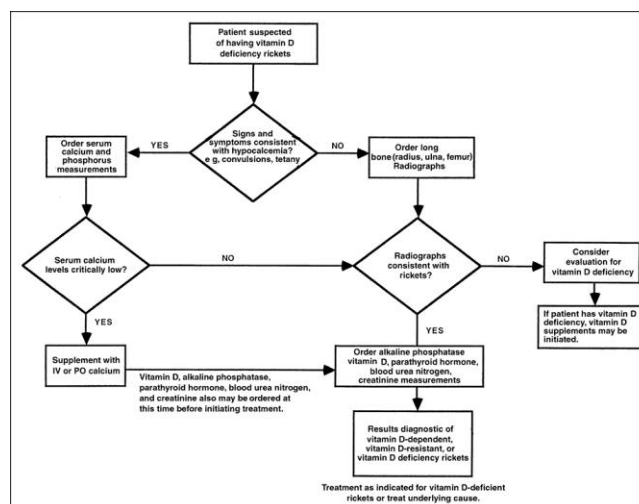 Patient suspected
of having vitamin D
deficiency rickets
Signs and
symptoms consistent
with hypocalcemia?
e g, convulsions, tetany
YES
NO
Order serum
calcium and
phosphorus
measurements
Order long
bone(radius, ulna, femur)
Radiographs
Serum calcium
levels critically low?
NO
Radiographs
consistent with
rickets?
NO
Consider
evaluation for
vitamin D deficiency
If patient has vitamin D
deficiency, vitamin D
supplements may be
initiated.
YES
YES
Supplement with
IV or PO calcium
Vitamin D, alkaline phosphatase,
parathyroid hormone, blood urea nitrogen,
and creatinine also may be ordered at
this time before initiating treatment.
Order alkaline phosphatase
vitamin D, parathyroid hormone,
blood urea nitrogen,
creatinine measurements
Results diagnostic of
vitamin D-dependent,
vitamin D-resistant, or
vitamin D deficiency rickets
Treatment as indicated for vitamin D-deficient
rickets or treat underlying cause.